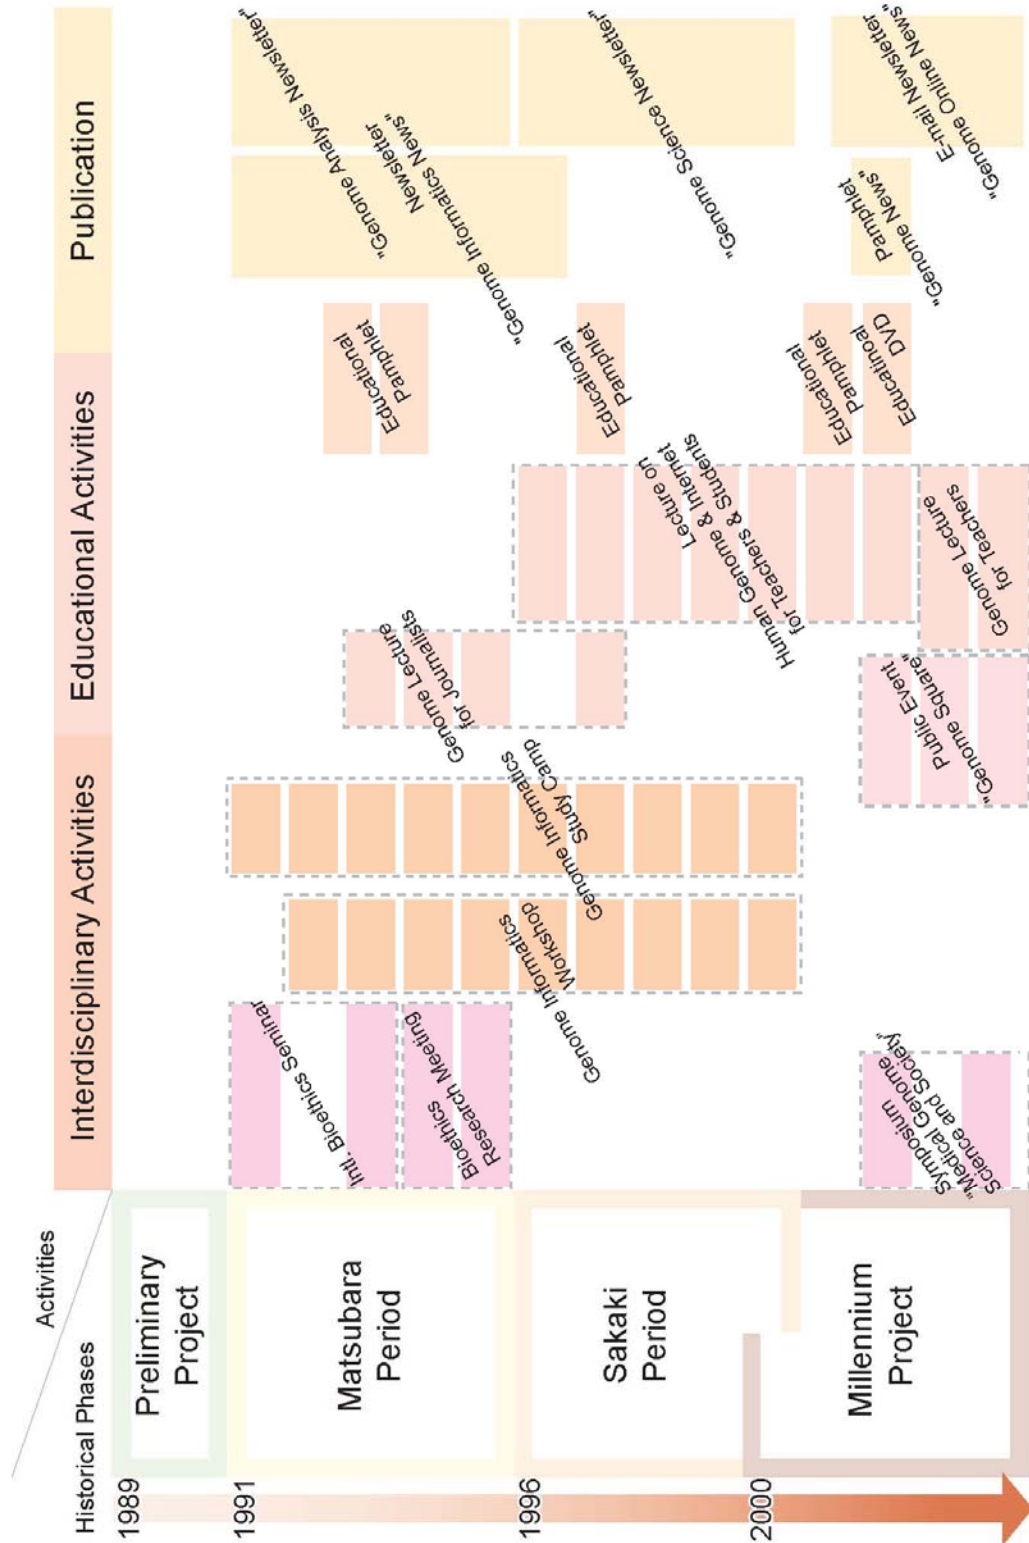 Activities
Historical Phases
Interdisciplinary Activities
Educational Activities
Publication
1989
1991
1996
2000
Preliminary
Project
Matsubara
Period
Sakaki
Period
Millennium
Project
Intl. Bioethics Seminar
Bioethics
Research Meeting
Symposium
"Medical Genome
Science and Society"
Genome Informatics
Workshop
Genome Informatics
Study Camp
Genome Lecture
for Journalists
Public Event
"Genome Square"
Lecture on
Human Genome & Internet
for Teachers & Students
Genome Lecture
for Teachers
Educational
Pamphlet
Educational
Pamphlet
Educational
Pamphlet
Educatinoal
DVD
"Genome Analysis Newsletter"
Newsletter
"Genome Informatics News"
"Genome Science Newsletter"
Pamphlet
"Genome News"
E-mail Newsletter
"Genome Online News"